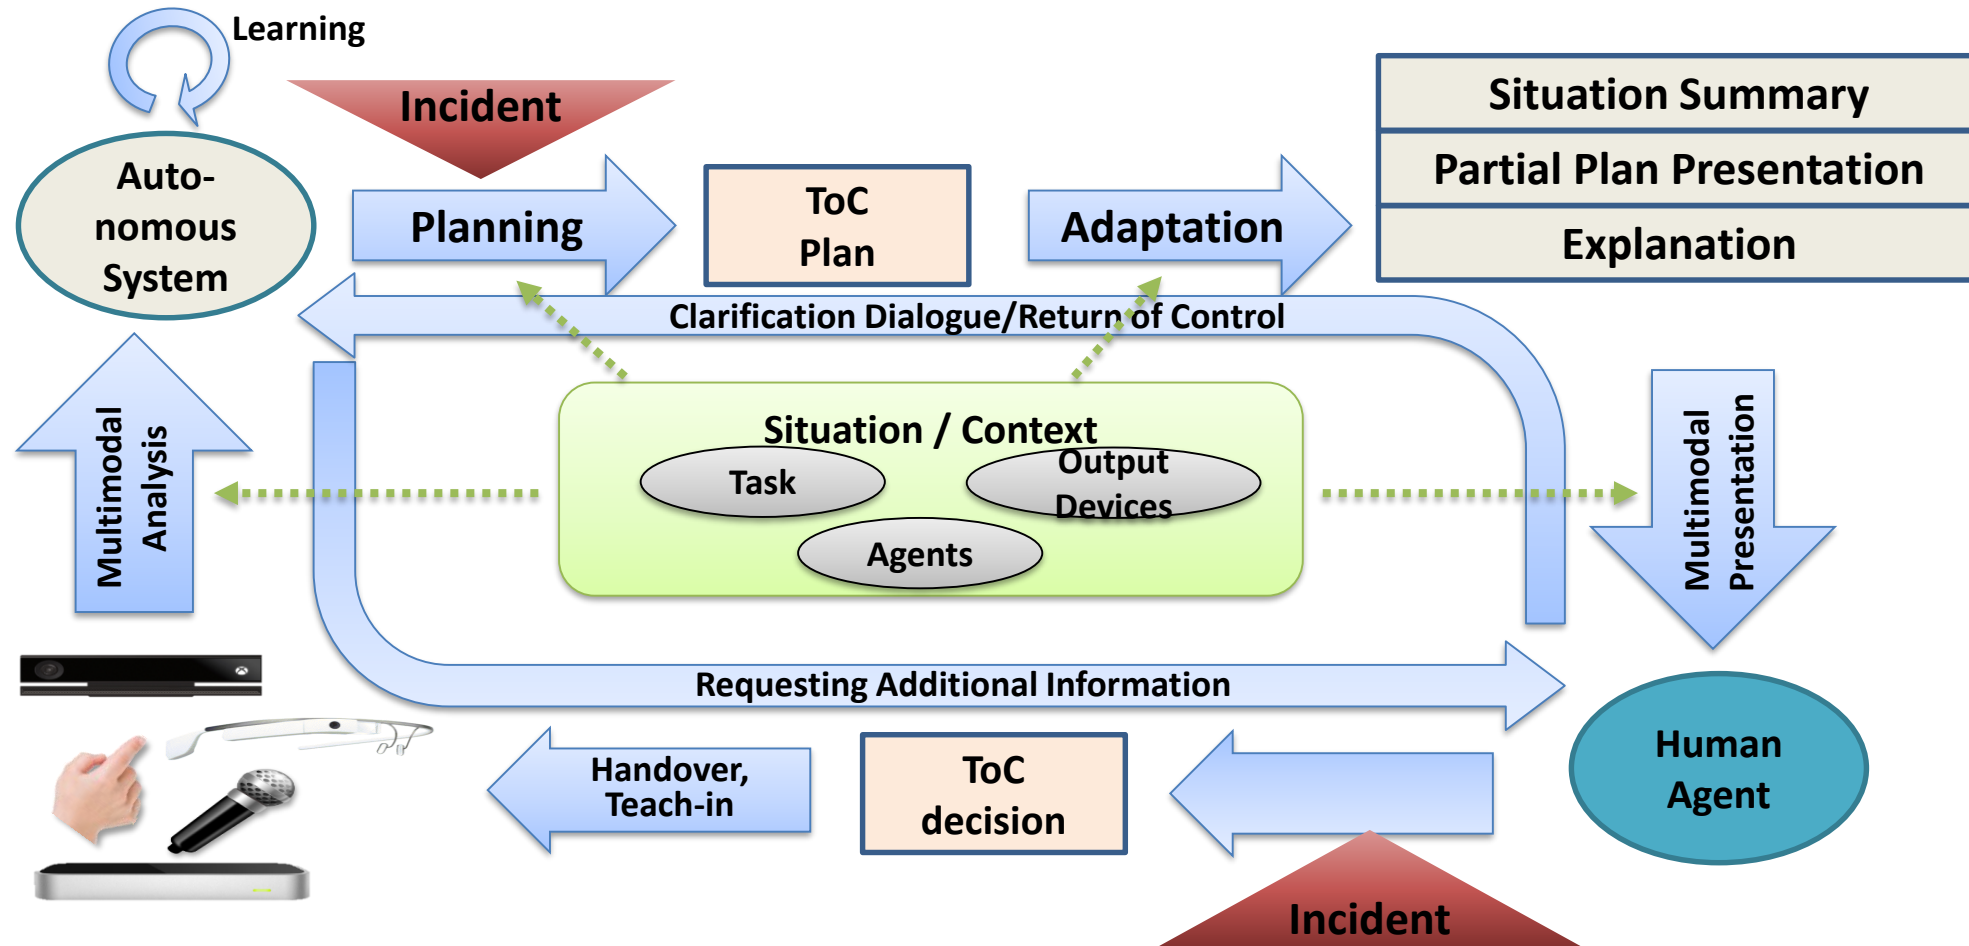 Learning
Incident
Auto-
nomous
System
Planning
ToC
Plan
Adaptation
Situation Summary
Partial Plan Presentation
Explanation
Clarification Dialogue/Return of Control
Multimodal
Analysis
Situation / Context
Task
Output
Devices
Agents
Multimodal
Presentation
Requesting Additional Information
Handover,
Teach-in
ToC
decision
Human
Agent
Incident